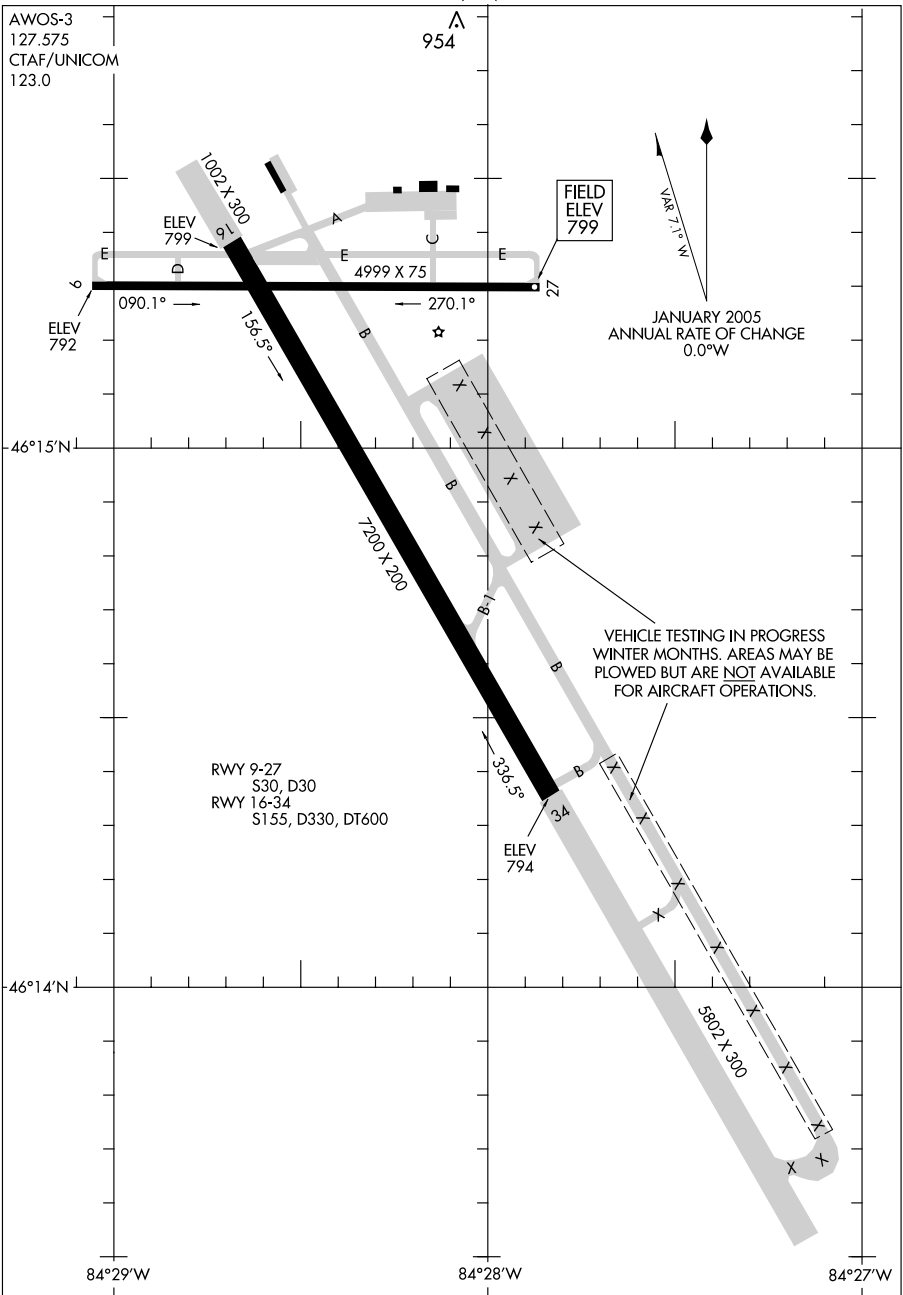 AWOS-3
127.575
CTAF/UNICOM
123.0
954
VAR 7.1° W
JANUARY 2005
ANNUAL RATE OF CHANGE
0.0°W
1002 X 300
16
ELEV
799
A
FIELD
ELEV
799
C
E
D
E
E
4999 X 75
9
27
090.1°
270.1°
ELEV
792
156.5°
B
46°15'N
B
7200 X 200
B-1
B
VEHICLE TESTING IN PROGRESS
WINTER MONTHS. AREAS MAY BE
PLOWED BUT ARE NOT AVAILABLE
FOR AIRCRAFT OPERATIONS.
X
X
X
X
RWY 9-27
S30, D30
RWY 16-34
S155, D330, DT600
336.5°
B
34
ELEV
794
X
X
X
X
X
X
X
X
X
X
46°14'N
5802 X 300
84°29'W
84°28'W
84°27'W